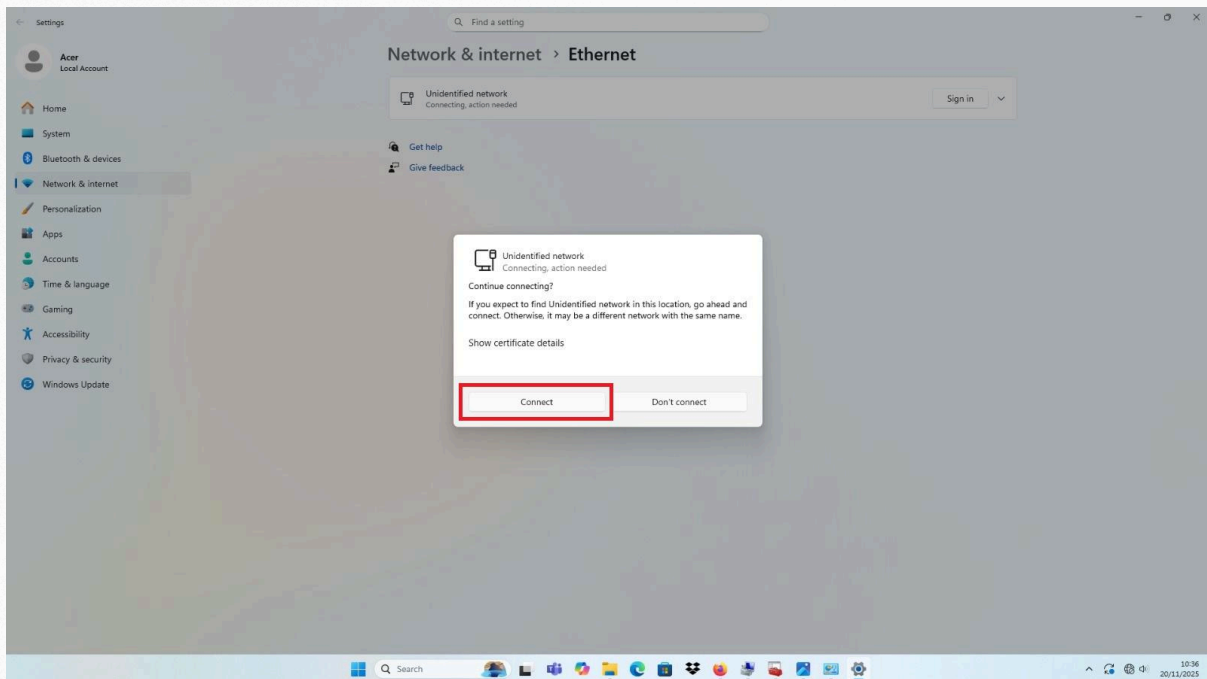 Settings
Find a setting
Acer
Local Account
Home
System
Bluetooth & devices
Network & internet
Personalization
Apps
Accounts
Time & language
Gaming
Accessibility
Privacy & security
Windows Update
Network & internet > Ethernet
Unidentified network
Connecting, action needed
Sign in
Get help
Give feedback
Unidentified network
Connecting, action needed
Continue connecting?
If you expect to find Unidentified network in this location, go ahead and
connect. Otherwise, it may be a different network with the same name.
Show certificate details
Connect
Don't connect
Search
10:36
20/11/2025